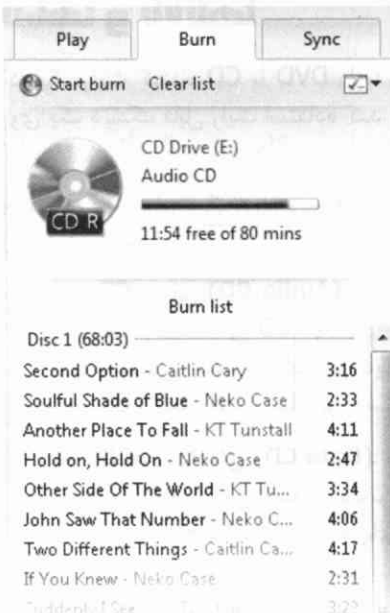 Play Burn Sync
Start burn Clear list
CD Drive (E:)
Audio CD
CD R
11:54 free of 80 mins
Burn list
Disc 1 (68:03)
Second Option - Caitlin Cary 3:16
Soulful Shade of Blue - Neko Case 2:33
Another Place To Fall - KT Tunstall 4:11
Hold on, Hold On - Neko Case 2:47
Other Side Of The World - KT Tu... 3:34
John Saw That Number - Neko C... 4:06
Two Different Things - Caitlin Ca... 4:17
If You Knew - Neko Case 2:31
Suddenly I See